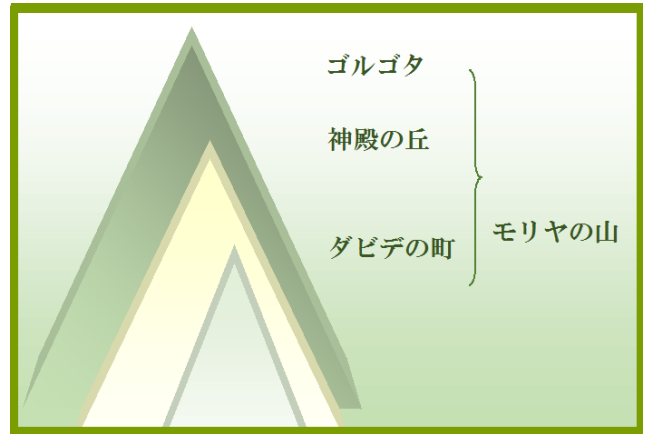 ゴルゴタ
神殿の丘
ダビデの町
モリヤの山